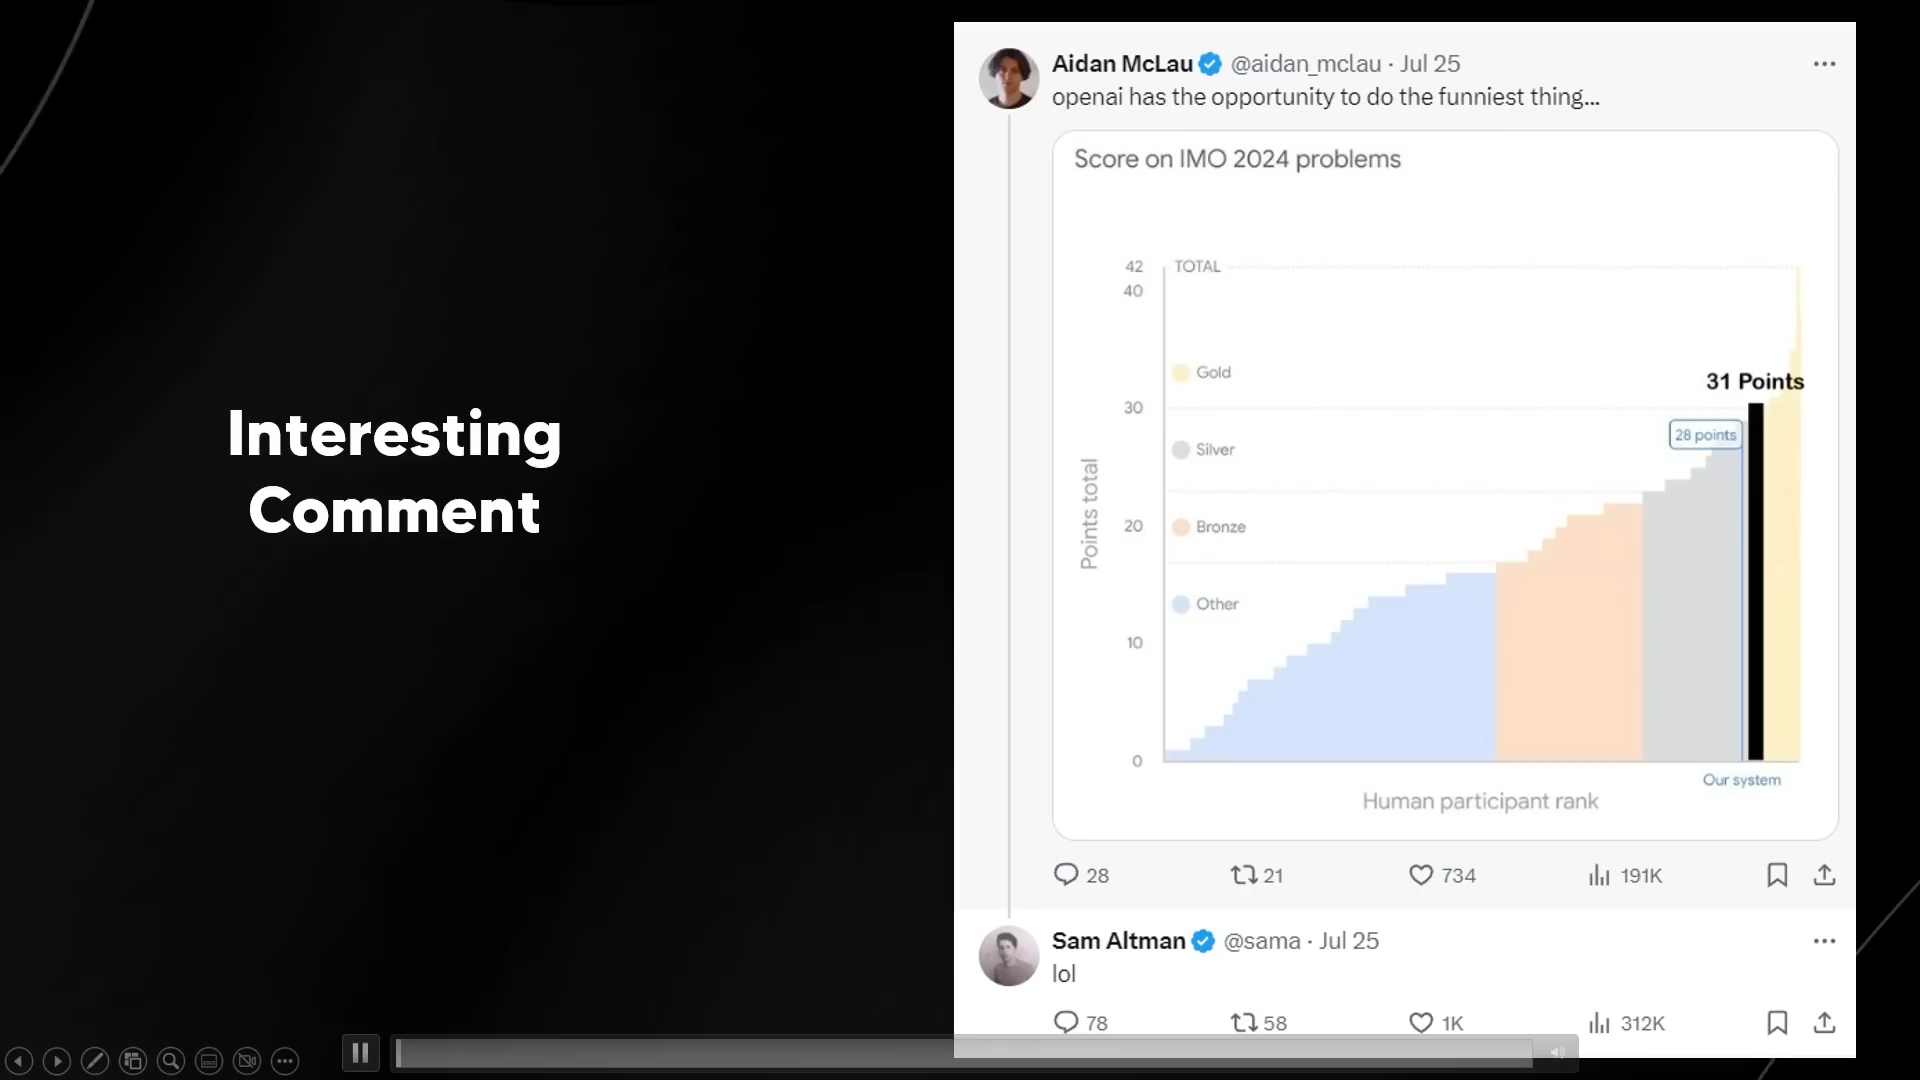 Interesting
Comment
Aidan McLau @aidan_mclau · Jul 25
openai has the opportunity to do the funniest thing...
Score on IMO 2024 problems
42
TOTAL
40
Gold
31 Points
30
28 points
Silver
Points total
20
Bronze
Other
10
0
Our system
Human participant rank
28 21 734 191K
Sam Altman @sama · Jul 25
lol
78 58 1K 312K